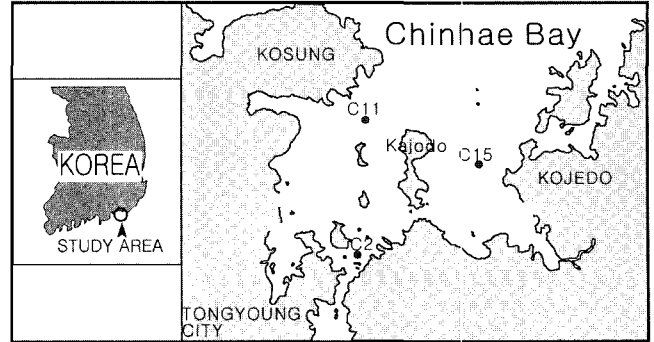 KOREA
STUDY AREA
Chinhae Bay
KOSUNG
C11
Kajodo
C15
KOJEDO
C2
TONGYOUNG
CITY